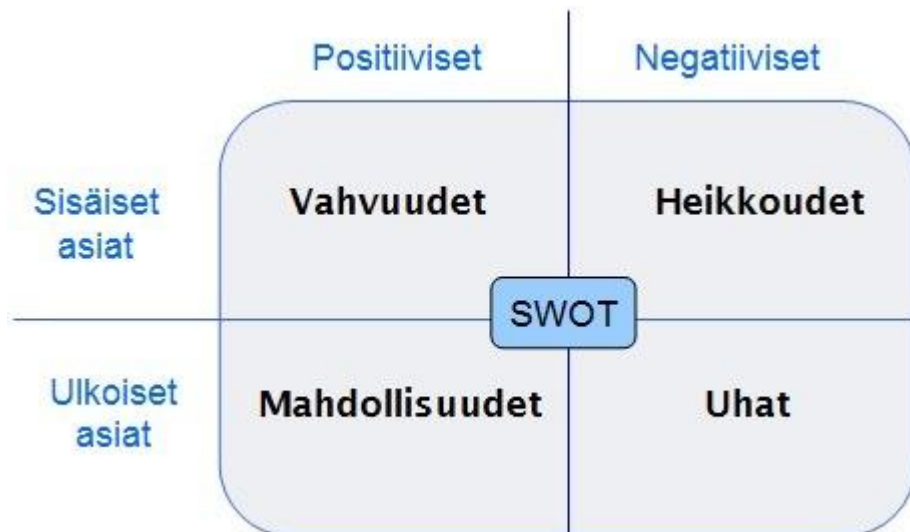 Positiiviset
Negatiiviset
Sisäiset
asiat
Vahvuudet
Heikkoudet
SWOT
Ulkoiset
asiat
Mahdollisuudet
Uhat